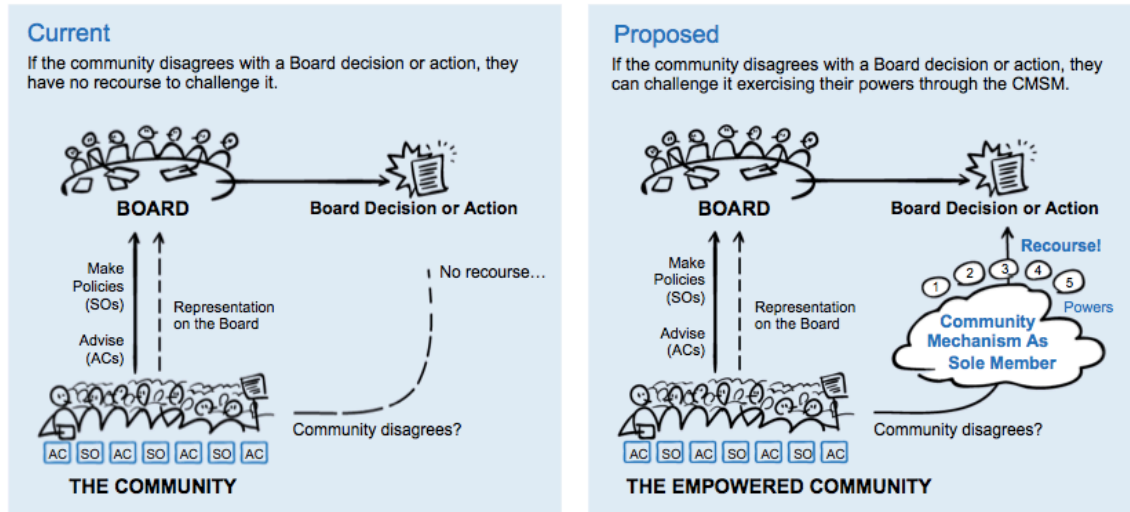 Current
If the community disagrees with a Board decision or action, they
have no recourse to challenge it.
BOARD
Board Decision or Action
Make
Policies
(SOs)
Advise
(ACs)
Representation
on the Board
No recourse…
Community disagrees?
AC SO AC SO AC SO AC
THE COMMUNITY
Proposed
If the community disagrees with a Board decision or action, they
can challenge it exercising their powers through the CMSM.
BOARD
Board Decision or Action
Make
Policies
(SOs)
Advise
(ACs)
Representation
on the Board
Recourse!
1 2 3 4 5
Powers
Community
Mechanism As
Sole Member
Community disagrees?
AC SO AC SO AC SO AC
THE EMPOWERED COMMUNITY